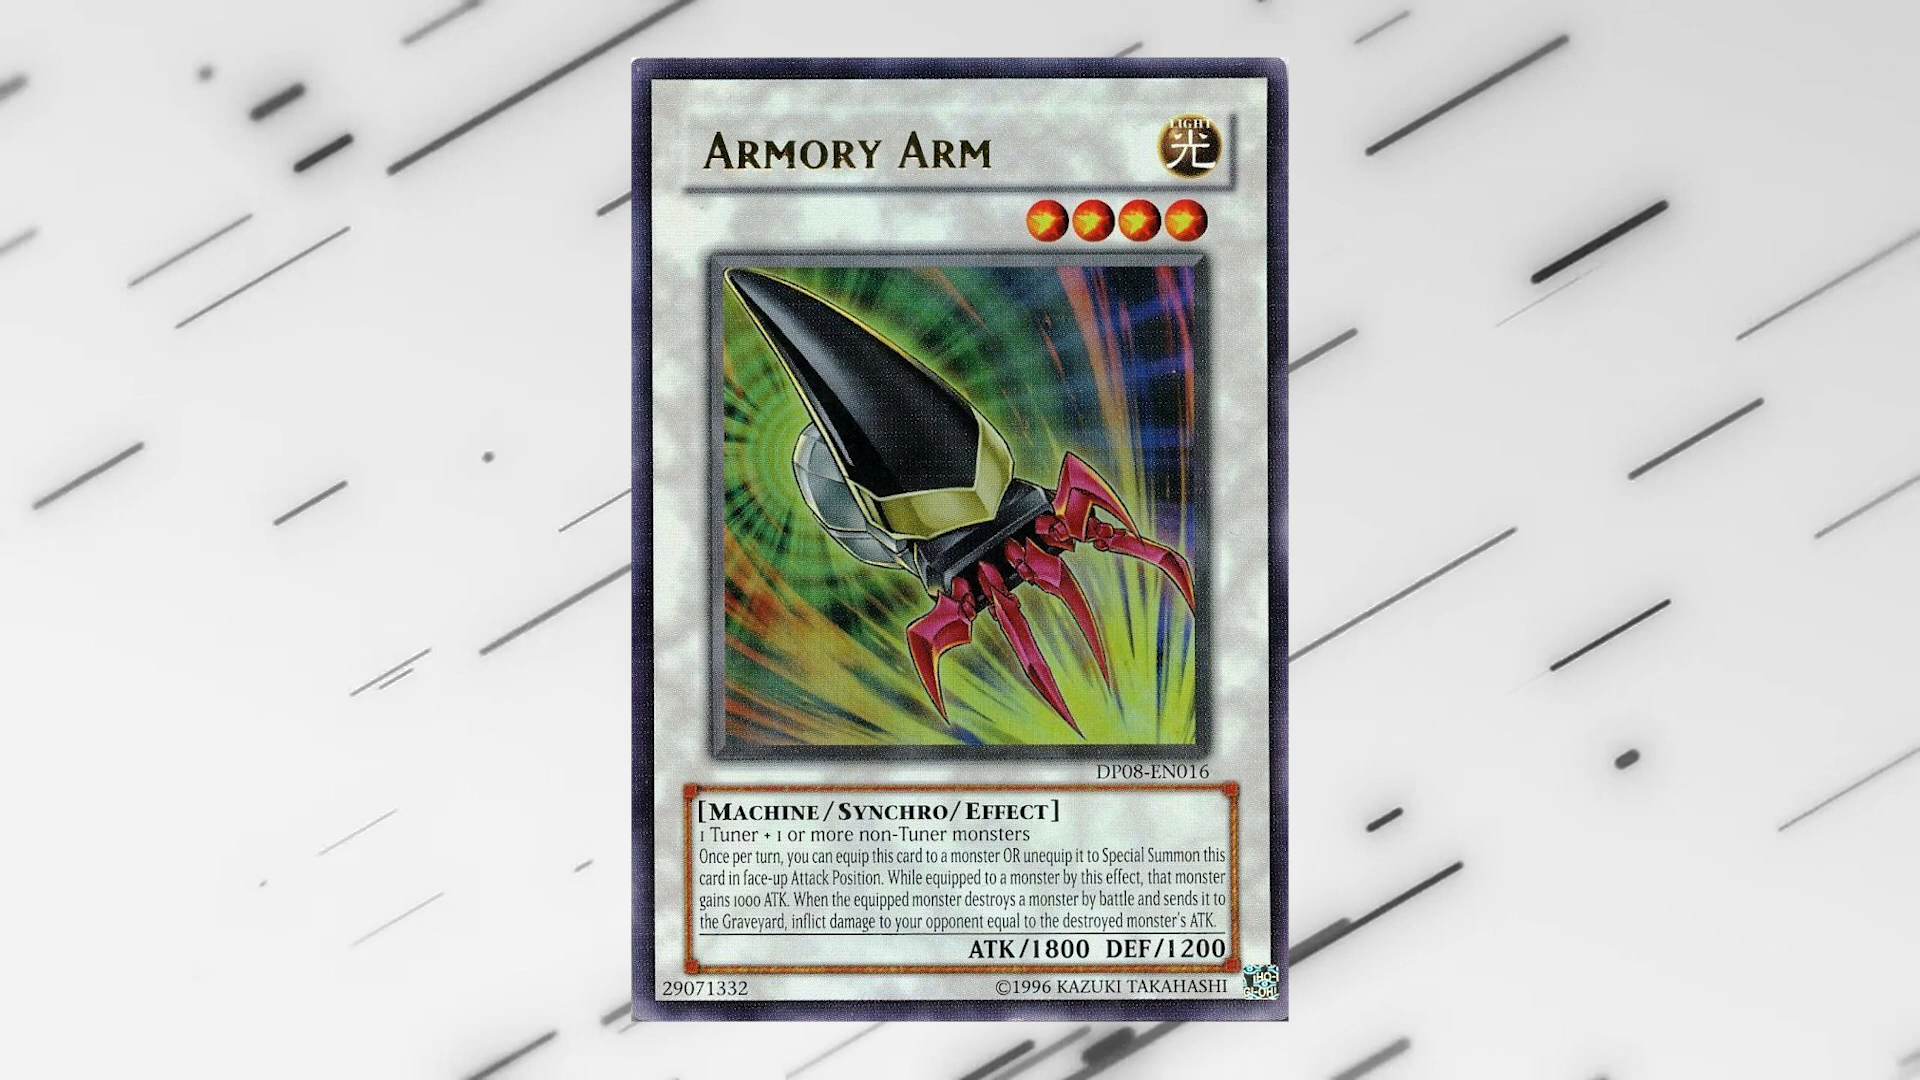 ARMORY ARM
LIGHT
光
DP08-EN016
[MACHINE/SYNCHRO/EFFECT]
1 Tuner + 1 or more non-Tuner monsters
Once per turn, you can equip this card to a monster OR unequip it to Special Summon this
card in face-up Attack Position. While equipped to a monster by this effect, that monster
gains 1000 ATK. When the equipped monster destroys a monster by battle and sends it to
the Graveyard, inflict damage to your opponent equal to the destroyed monster's ATK.
ATK/1800 DEF/1200
29071332
©1996 KAZUKI TAKAHASHI